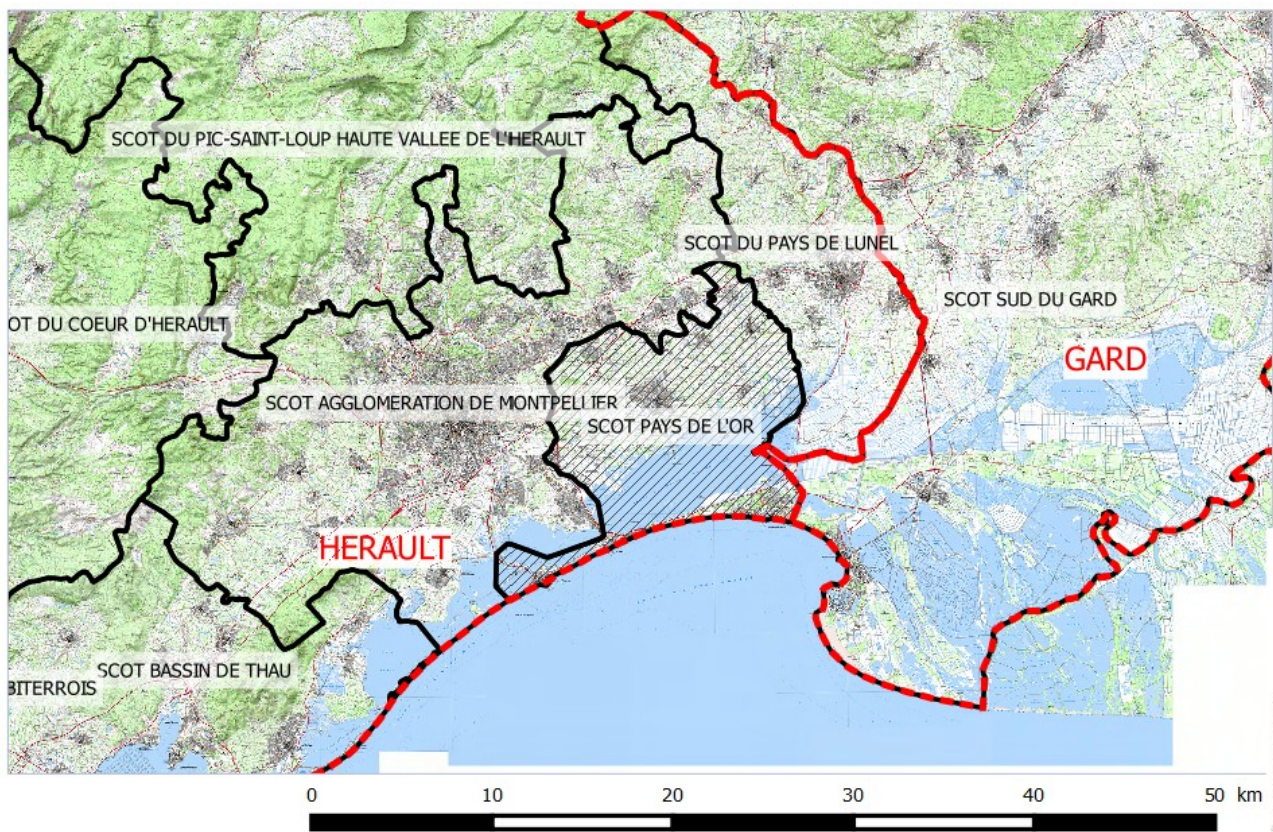 SCOT DU PIC-SAINT-LOUP HAUTE VALLEE DE L'HERAULT
SCOT DU PAYS DE LUNEL
SCOT SUD DU GARD
OT DU COEUR D'HERAULT
GARD
SCOT AGGLOMERATION DE MONTPELLIER
SCOT PAYS DE L'OR
HERAULT
SCOT BASSIN DE THAU
BITERROIS
0 10 20 30 40 50 km